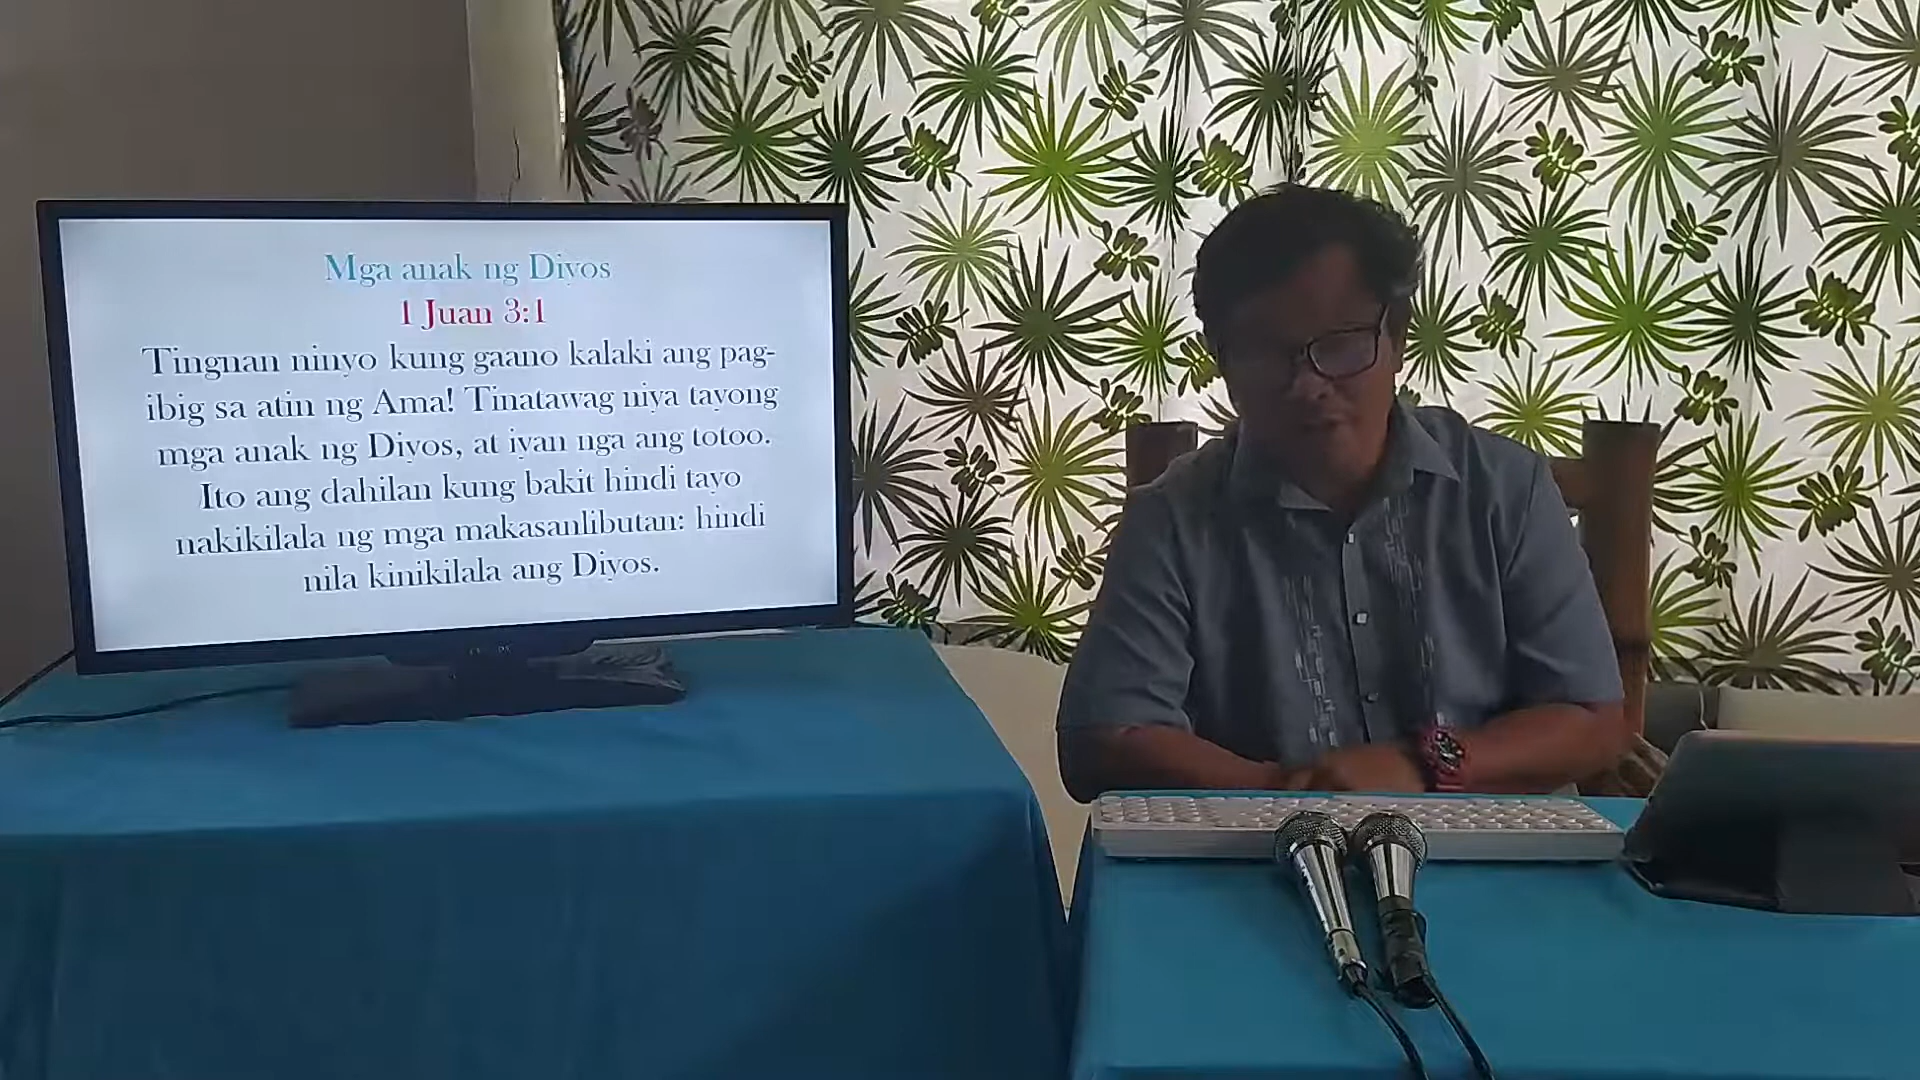 Mga anak ng Diyos
1 Juan 3:1
Tingnan ninyo kung gaano kalaki ang pag-
ibig sa atin ng Ama! Tinatawag niya tayong
mga anak ng Diyos, at iyan nga ang totoo.
Ito ang dahilan kung bakit hindi tayo
nakikilala ng mga makasanlibutan: hindi
nila kinikilala ang Diyos.